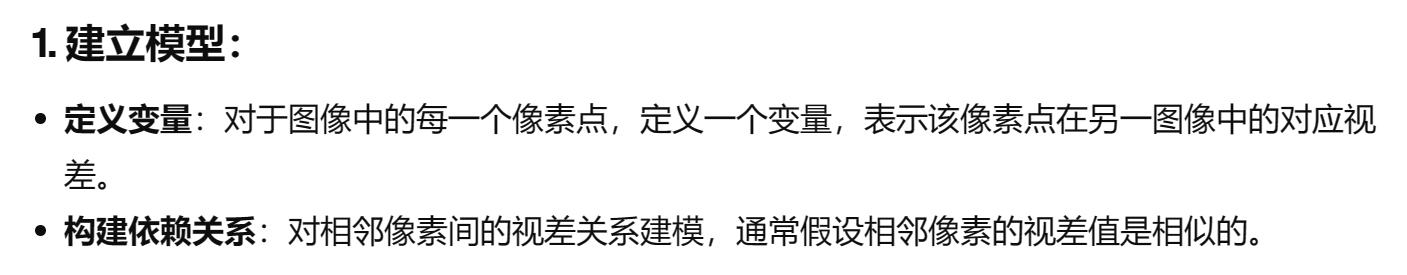 1. 建立模型：
• 定义变量：对于图像中的每一个像素点，定义一个变量，表示该像素点在另一图像中的对应视
差。
• 构建依赖关系：对相邻像素间的视差关系建模，通常假设相邻像素的视差值是相似的。